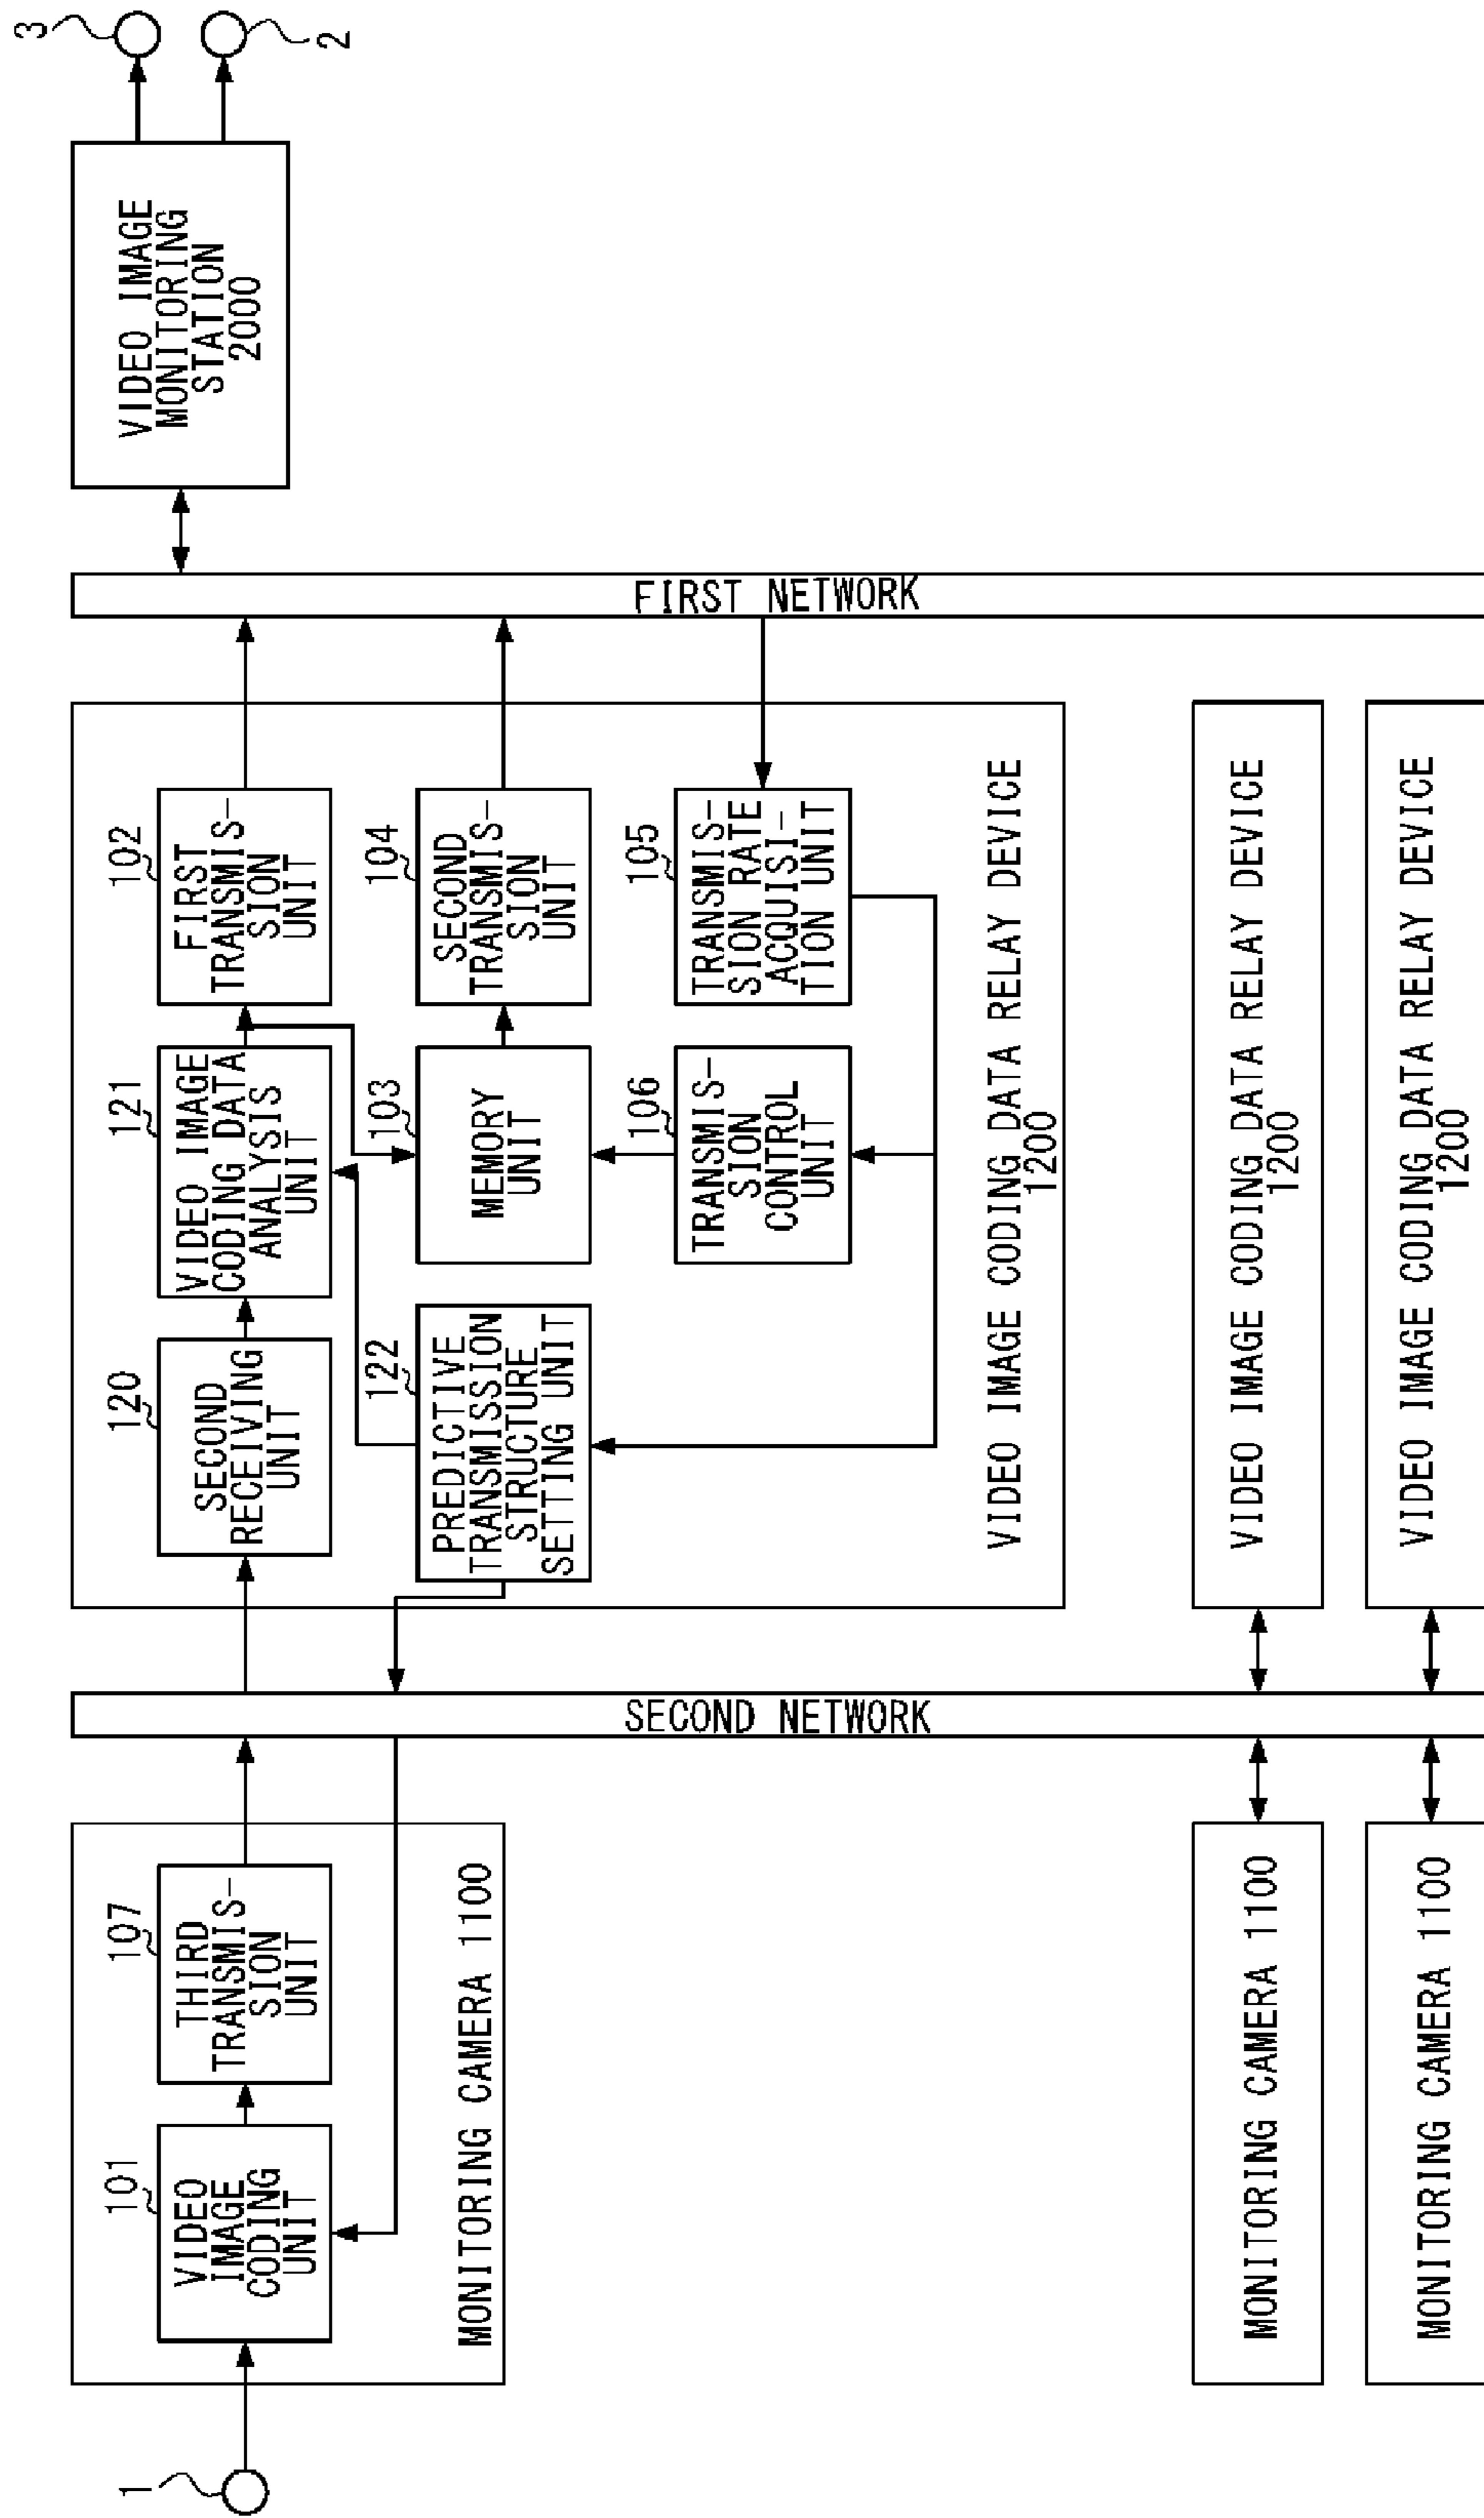 1
101
VIDEO
IMAGE
CODING
UNIT
107
THIRD
TRANSMIS-
SION
UNIT
MONITORING CAMERA 1100
MONITORING CAMERA 1100
MONITORING CAMERA 1100
SECOND NETWORK
120
SECOND
RECEIVING
UNIT
121
VIDEO IMAGE
CODING DATA
ANALYSIS
UNIT
102
FIRST
TRANSMIS-
SION
UNIT
122
PREDICTIVE
TRANSMISSION
STRUCTURE
SETTING UNIT
103
MEMORY
UNIT
104
SECOND
TRANSMIS-
SION
UNIT
106
TRANSMIS-
SION
CONTROL
UNIT
105
TRANSMIS-
SION RATE
ACQUISI-
TION UNIT
VIDEO IMAGE CODING DATA RELAY DEVICE
1200
VIDEO IMAGE CODING DATA RELAY DEVICE
1200
VIDEO IMAGE CODING DATA RELAY DEVICE
1200
FIRST NETWORK
VIDEO IMAGE
MONITORING
STATION
2000
3
2